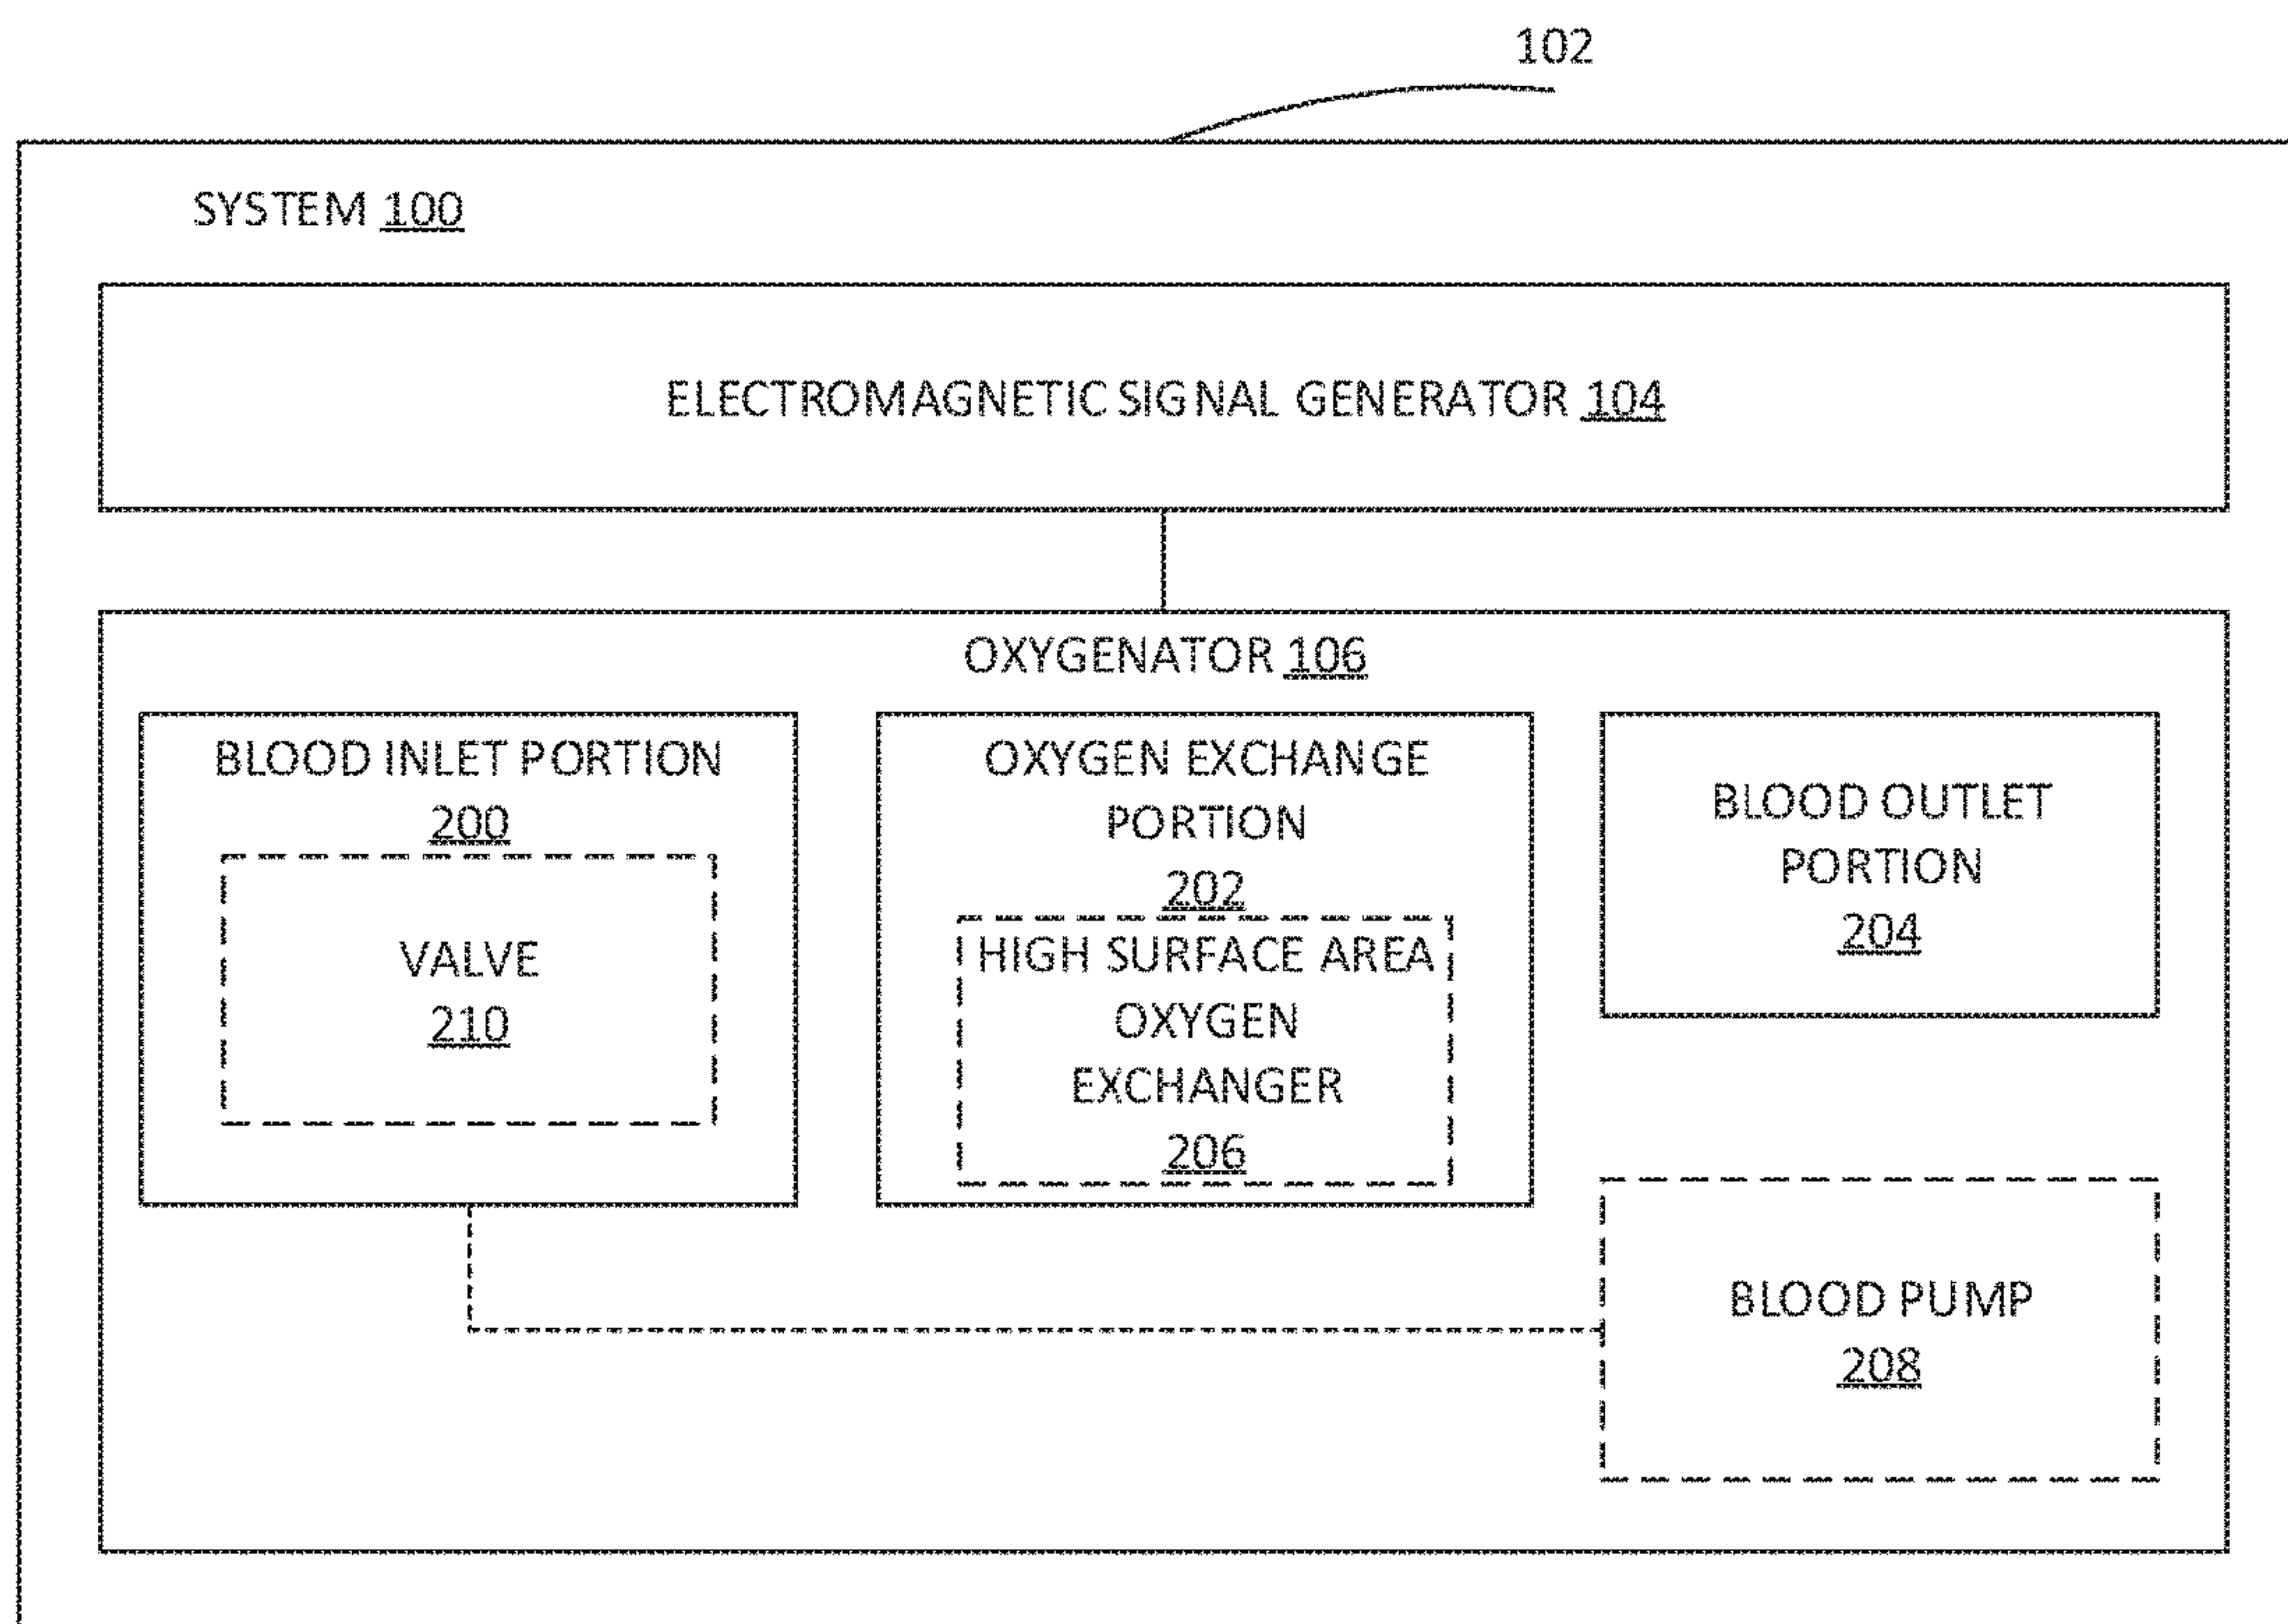 102
SYSTEM 100
ELECTROMAGNETIC SIGNAL GENERATOR 104
OXYGENATOR 106
BLOOD INLET PORTION
200
VALVE
210
OXYGEN EXCHANGE
PORTION
202
HIGH SURFACE AREA
OXYGEN
EXCHANGER
206
BLOOD OUTLET
PORTION
204
BLOOD PUMP
208